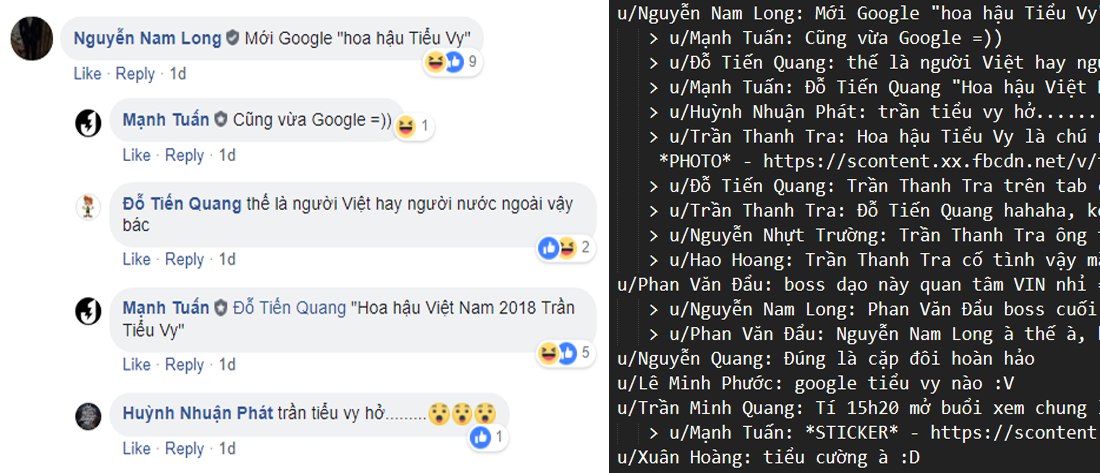 Nguyễn Nam Long Mới Google "hoa hậu Tiểu Vy"
9
Like · Reply · 1d
Mạnh Tuấn Cũng vừa Google =))
1
Like · Reply · 1d
Đỗ Tiến Quang thế là người Việt hay người nước ngoài vậy
bác
2
Like · Reply · 1d
Mạnh Tuấn Đỗ Tiến Quang "Hoa hậu Việt Nam 2018 Trần
Tiểu Vy"
5
Like · Reply · 1d
Huỳnh Nhuận Phát trần tiểu vy hở.........😲😲😲
1
Like · Reply · 1d
u/Nguyễn Nam Long: Mới Google "hoa hậu Tiểu Vy"
> u/Mạnh Tuấn: Cũng vừa Google =))
> u/Đỗ Tiến Quang: thế là người Việt hay
> u/Mạnh Tuấn: Đỗ Tiến Quang "Hoa hậu Việt
> u/Huỳnh Nhuận Phát: trần tiểu vy hở......
> u/Trần Thanh Tra: Hoa hậu Tiểu Vy là chú
*PHOTO* - https://scontent.xx.fbcdn.net/v/
> u/Đỗ Tiến Quang: Trần Thanh Tra trên tab
> u/Trần Thanh Tra: Đỗ Tiến Quang hahaha,
> u/Nguyễn Nhựt Trường: Trần Thanh Tra ông
> u/Hao Hoang: Trần Thanh Tra cố tình vậy
u/Phan Văn Đẩu: boss dạo này quan tâm VIN nhỉ
> u/Nguyễn Nam Long: Phan Văn Đẩu boss cuối
> u/Phan Văn Đẩu: Nguyễn Nam Long à thế à,
u/Nguyễn Quang: Đúng là cặp đôi hoàn hảo
u/Lê Minh Phước: google tiểu vy nào :V
u/Trần Minh Quang: Tí 15h20 mở buổi xem chung
> u/Mạnh Tuấn: *STICKER* - https://scontent
u/Xuân Hoàng: tiểu cường à :D